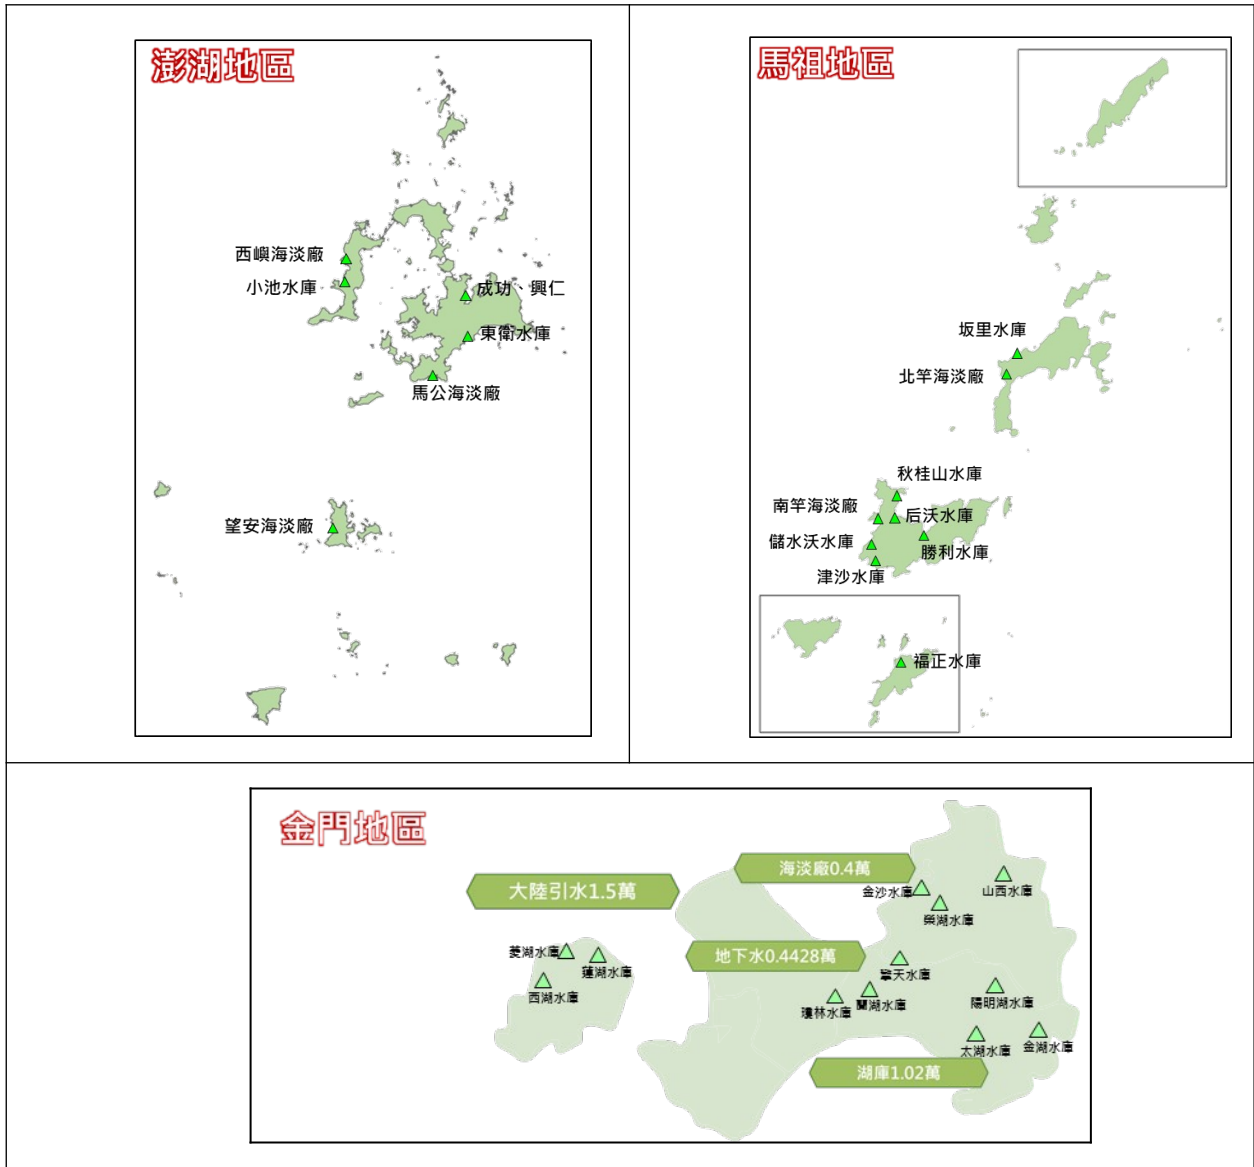 澎湖地區
西嶼海淡廠
小池水庫
成功、興仁
東衛水庫
馬公海淡廠
望安海淡廠
馬祖地區
坂里水庫
北竿海淡廠
秋桂山水庫
南竿海淡廠
后沃水庫
儲水沃水庫
勝利水庫
津沙水庫
福正水庫
金門地區
海淡廠0.4萬
大陸引水1.5萬
金沙水庫
山西水庫
榮湖水庫
菱湖水庫
地下水0.4428萬
蓮湖水庫
擎天水庫
西湖水庫
瓊林水庫
蘭湖水庫
陽明湖水庫
太湖水庫
金湖水庫
湖庫1.02萬